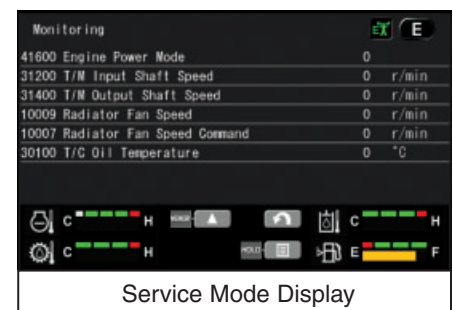 Monitoring E
41600 Engine Power Mode 0
31200 T/M Input Shaft Speed 0 r/min
31400 T/M Output Shaft Speed 0 r/min
10009 Radiator Fan Speed 0 r/min
10007 Radiator Fan Speed Command 0 r/min
30100 T/C Oil Temperature 0 °C
C H C H
C H HOLD E F
Service Mode Display